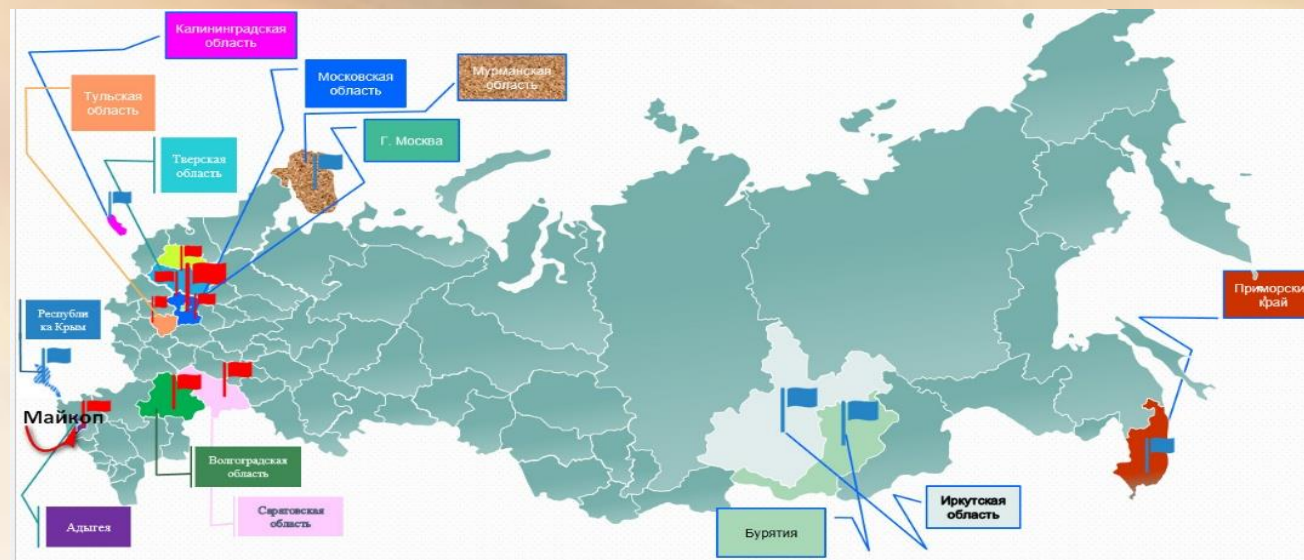 Калининградская
область
Московская
область
Мурманская
область
Тульская
область
Г. Москва
Тверская
область
Республи
ка Крым
Приморски
край
Майкоп
Волгоградская
область
Саратовская
область
Адыгея
Иркутская
область
Бурятия